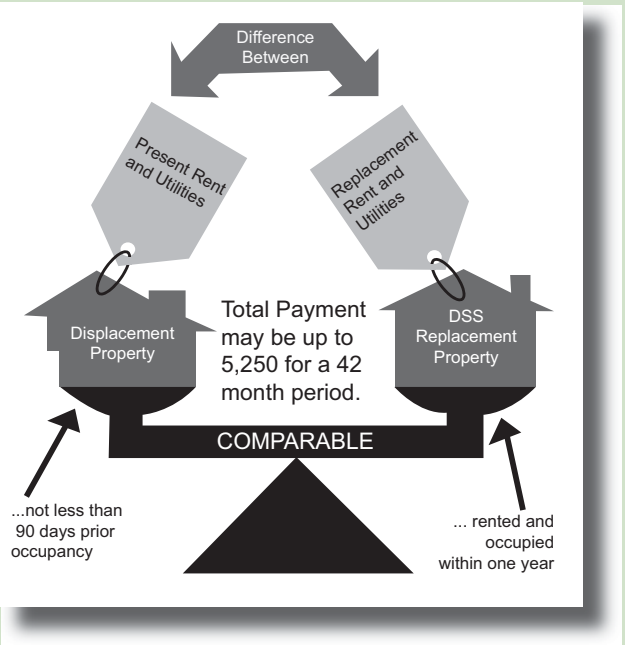 Difference
Between
Present Rent
and Utilities
Replacement
Rent and
Utilities
Displacement
Property
Total Payment
may be up to
5,250 for a 42
month period.
DSS
Replacement
Property
COMPARABLE
...not less than
90 days prior
occupancy
... rented and
occupied
within one year